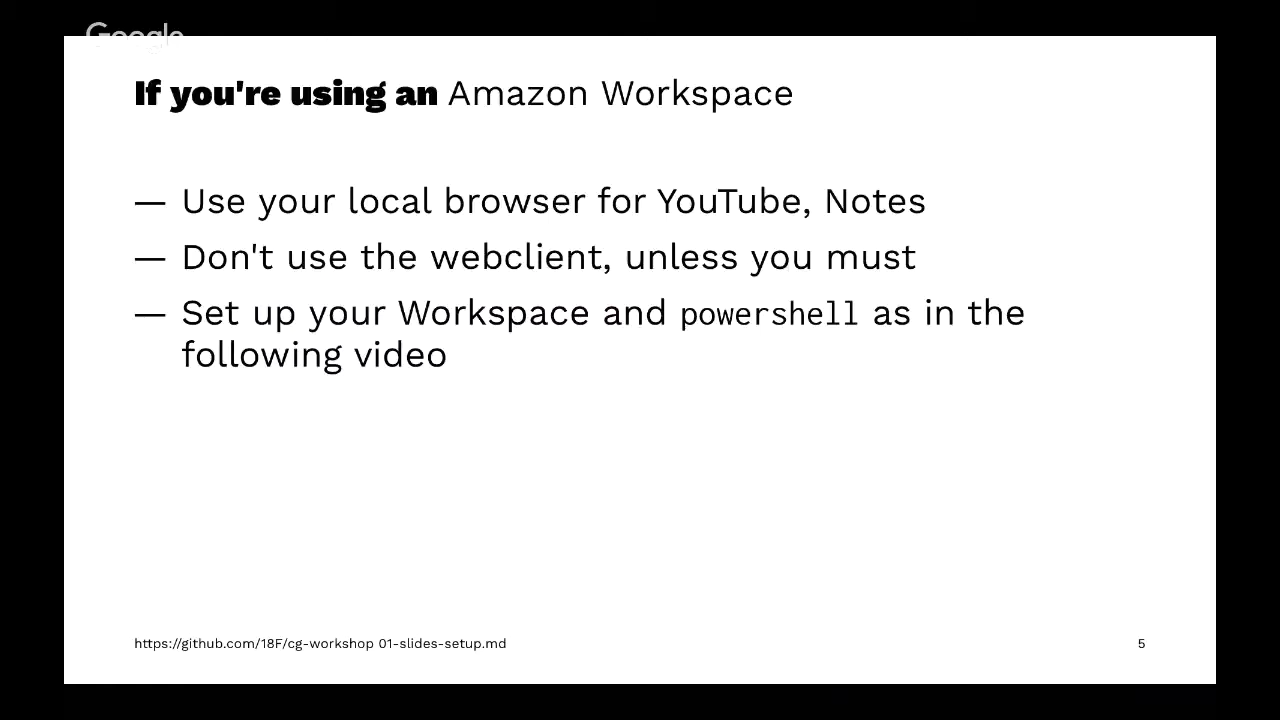 Google
If you're using an Amazon Workspace
— Use your local browser for YouTube, Notes
— Don't use the webclient, unless you must
— Set up your Workspace and powershell as in the
following video
https://github.com/18F/cg-workshop 01-slides-setup.md
5